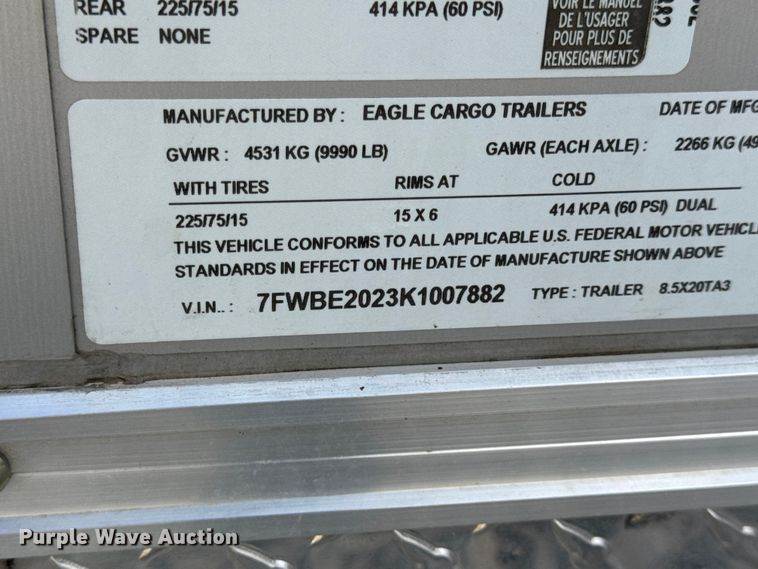 REAR 225/75/15 414 KPA (60 PSI)
SPARE NONE
VOIR LE MANUEL
DE L'USAGER
POUR PLUS DE
RENSEIGNEMENTS
MANUFACTURED BY : EAGLE CARGO TRAILERS DATE OF MFG
GVWR : 4531 KG (9990 LB) GAWR (EACH AXLE) : 2266 KG (49
WITH TIRES RIMS AT COLD
225/75/15 15 X 6 414 KPA (60 PSI) DUAL
THIS VEHICLE CONFORMS TO ALL APPLICABLE U.S. FEDERAL MOTOR VEHICL
STANDARDS IN EFFECT ON THE DATE OF MANUFACTURE SHOWN ABOVE
V.I.N.. : 7FWBE2023K1007882 TYPE : TRAILER 8.5X20TA3
Purple Wave Auction